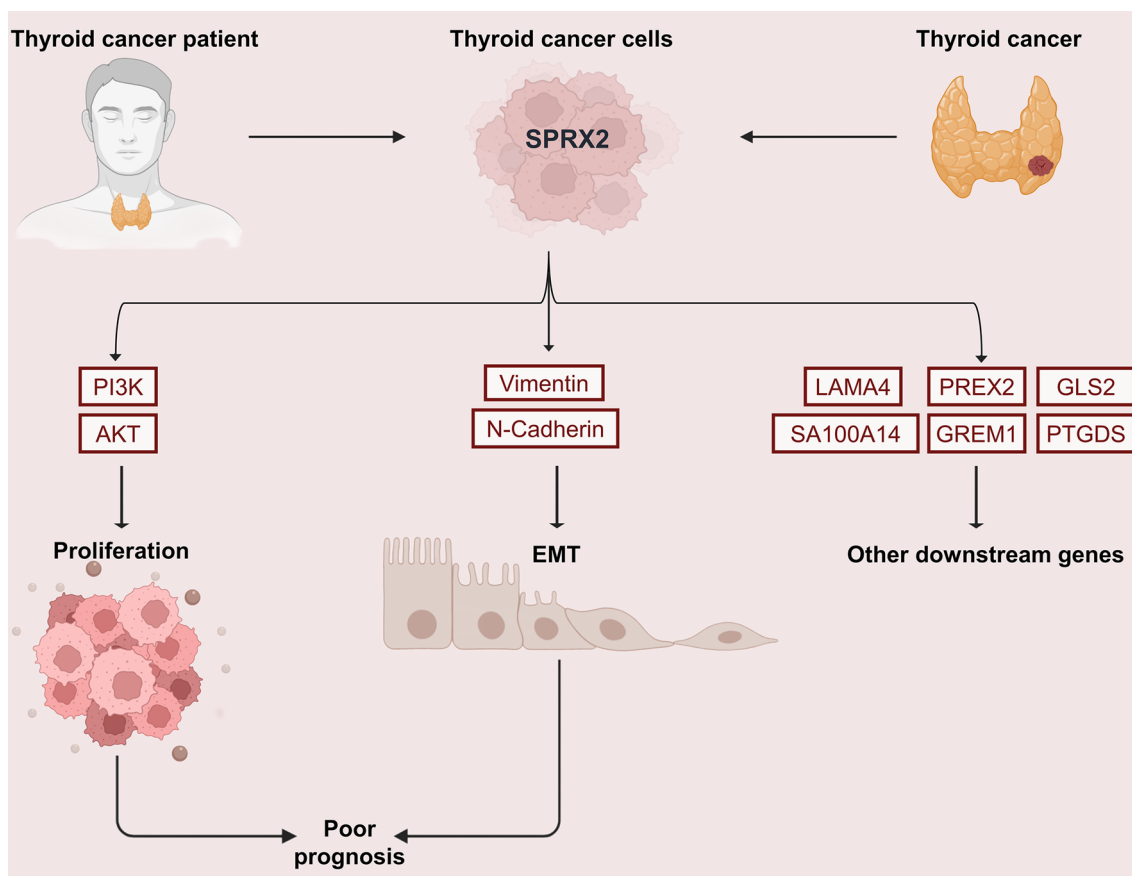 Thyroid cancer patient
Thyroid cancer cells
Thyroid cancer
SPRX2
PI3K
AKT
Vimentin
N-Cadherin
LAMA4
PREX2
GLS2
SA100A14
GREM1
PTGDS
Proliferation
EMT
Other downstream genes
Poor
prognosis